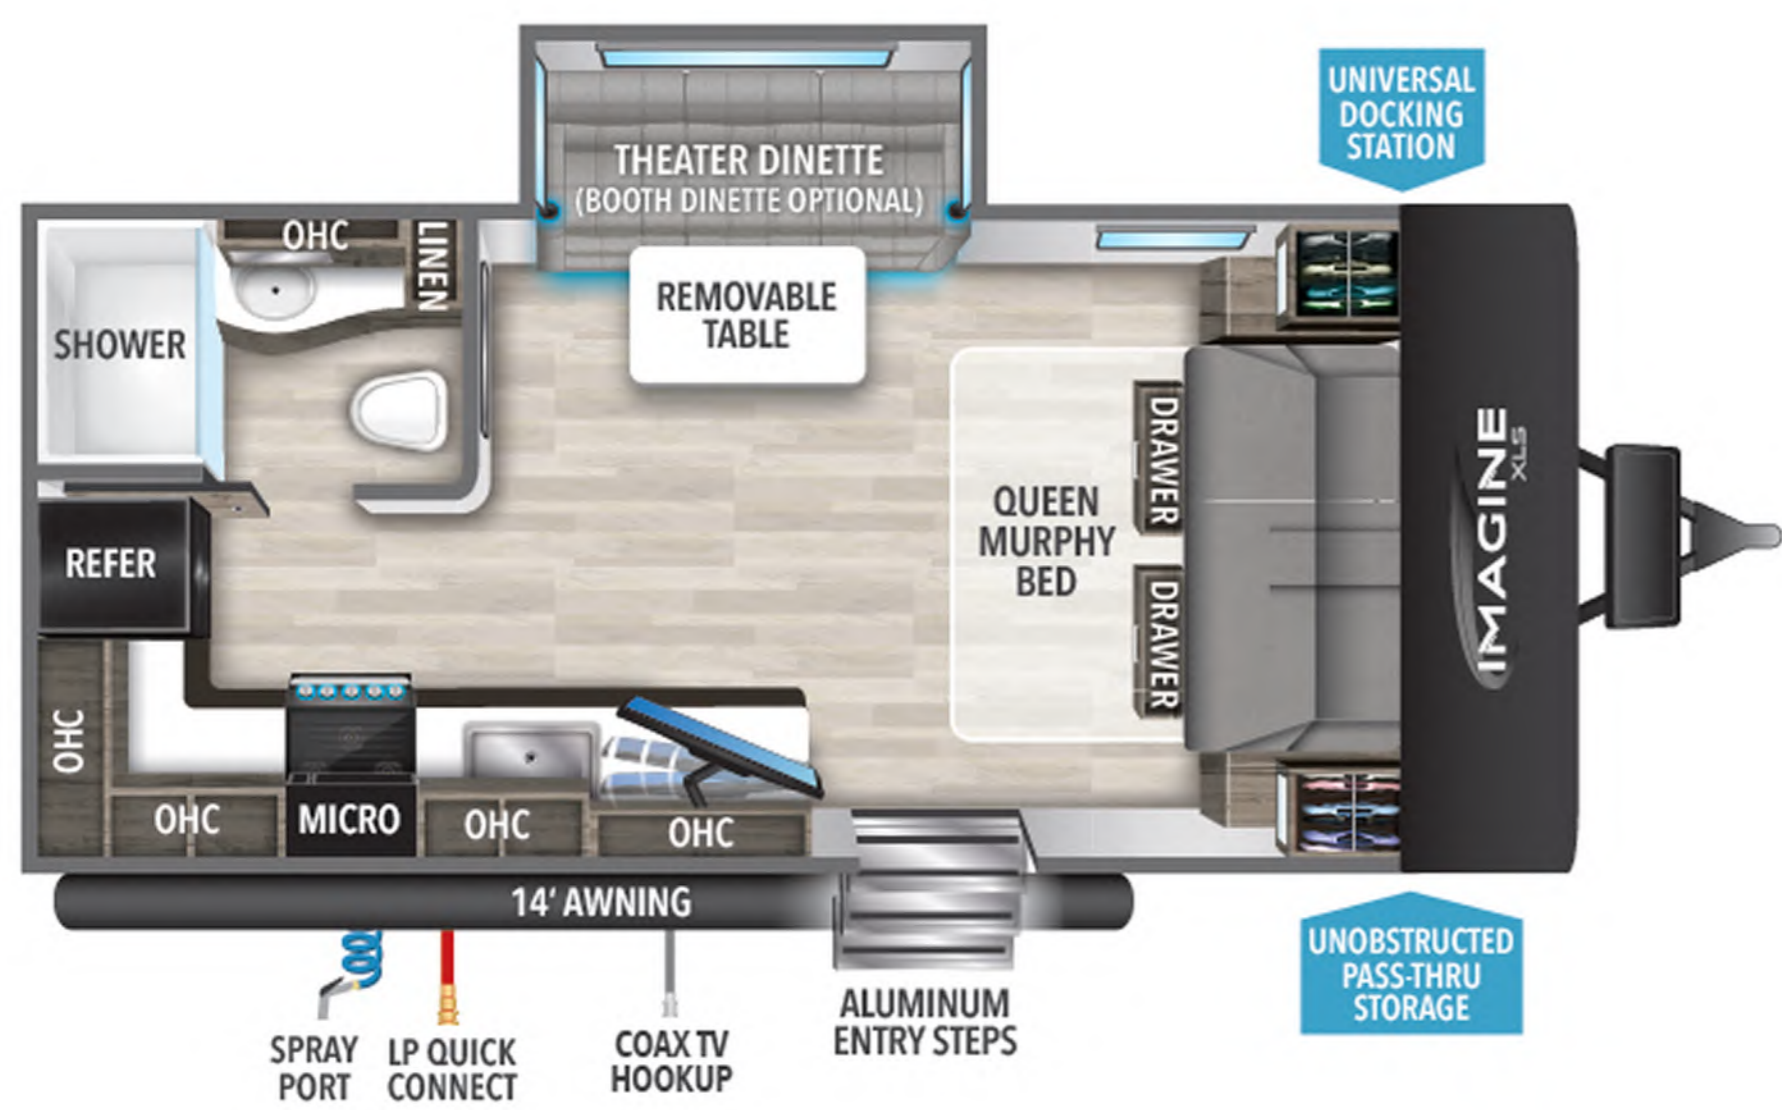 UNIVERSAL
DOCKING
STATION
THEATER DINETTE
(BOOTH DINETTE OPTIONAL)
OHC
LINEN
REMOVABLE
TABLE
SHOWER
DRAWER
QUEEN
MURPHY
BED
DRAWER
IMAGINE
XLS
REFER
OHC
OHC
MICRO
OHC
OHC
14' AWNING
UNOBSTRUCTED
PASS-THRU
STORAGE
ALUMINUM
ENTRY STEPS
SPRAY
PORT
LP QUICK
CONNECT
COAX TV
HOOKUP